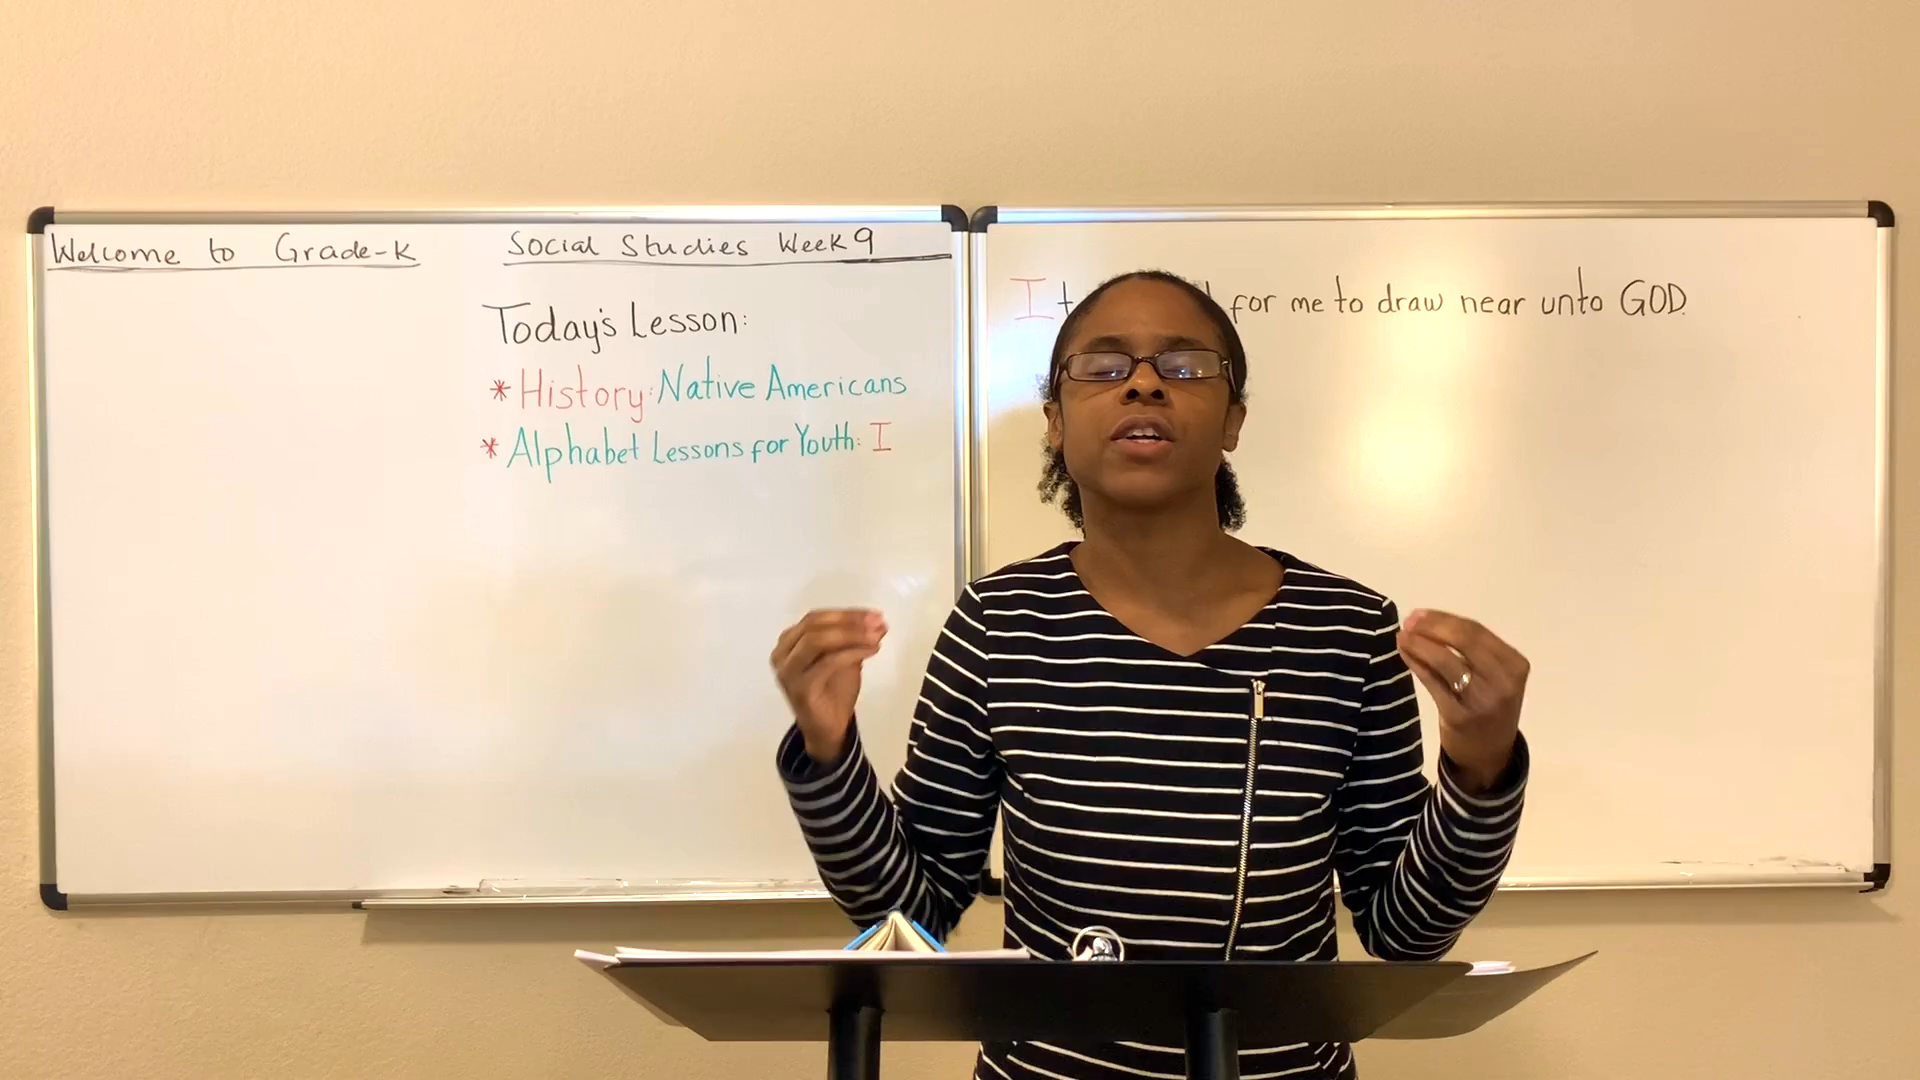 Welcome to Grade-K
Social Studies Week 9
Today's Lesson:
* History: Native Americans
* Alphabet Lessons for Youth: I
I for me to draw near unto GOD.